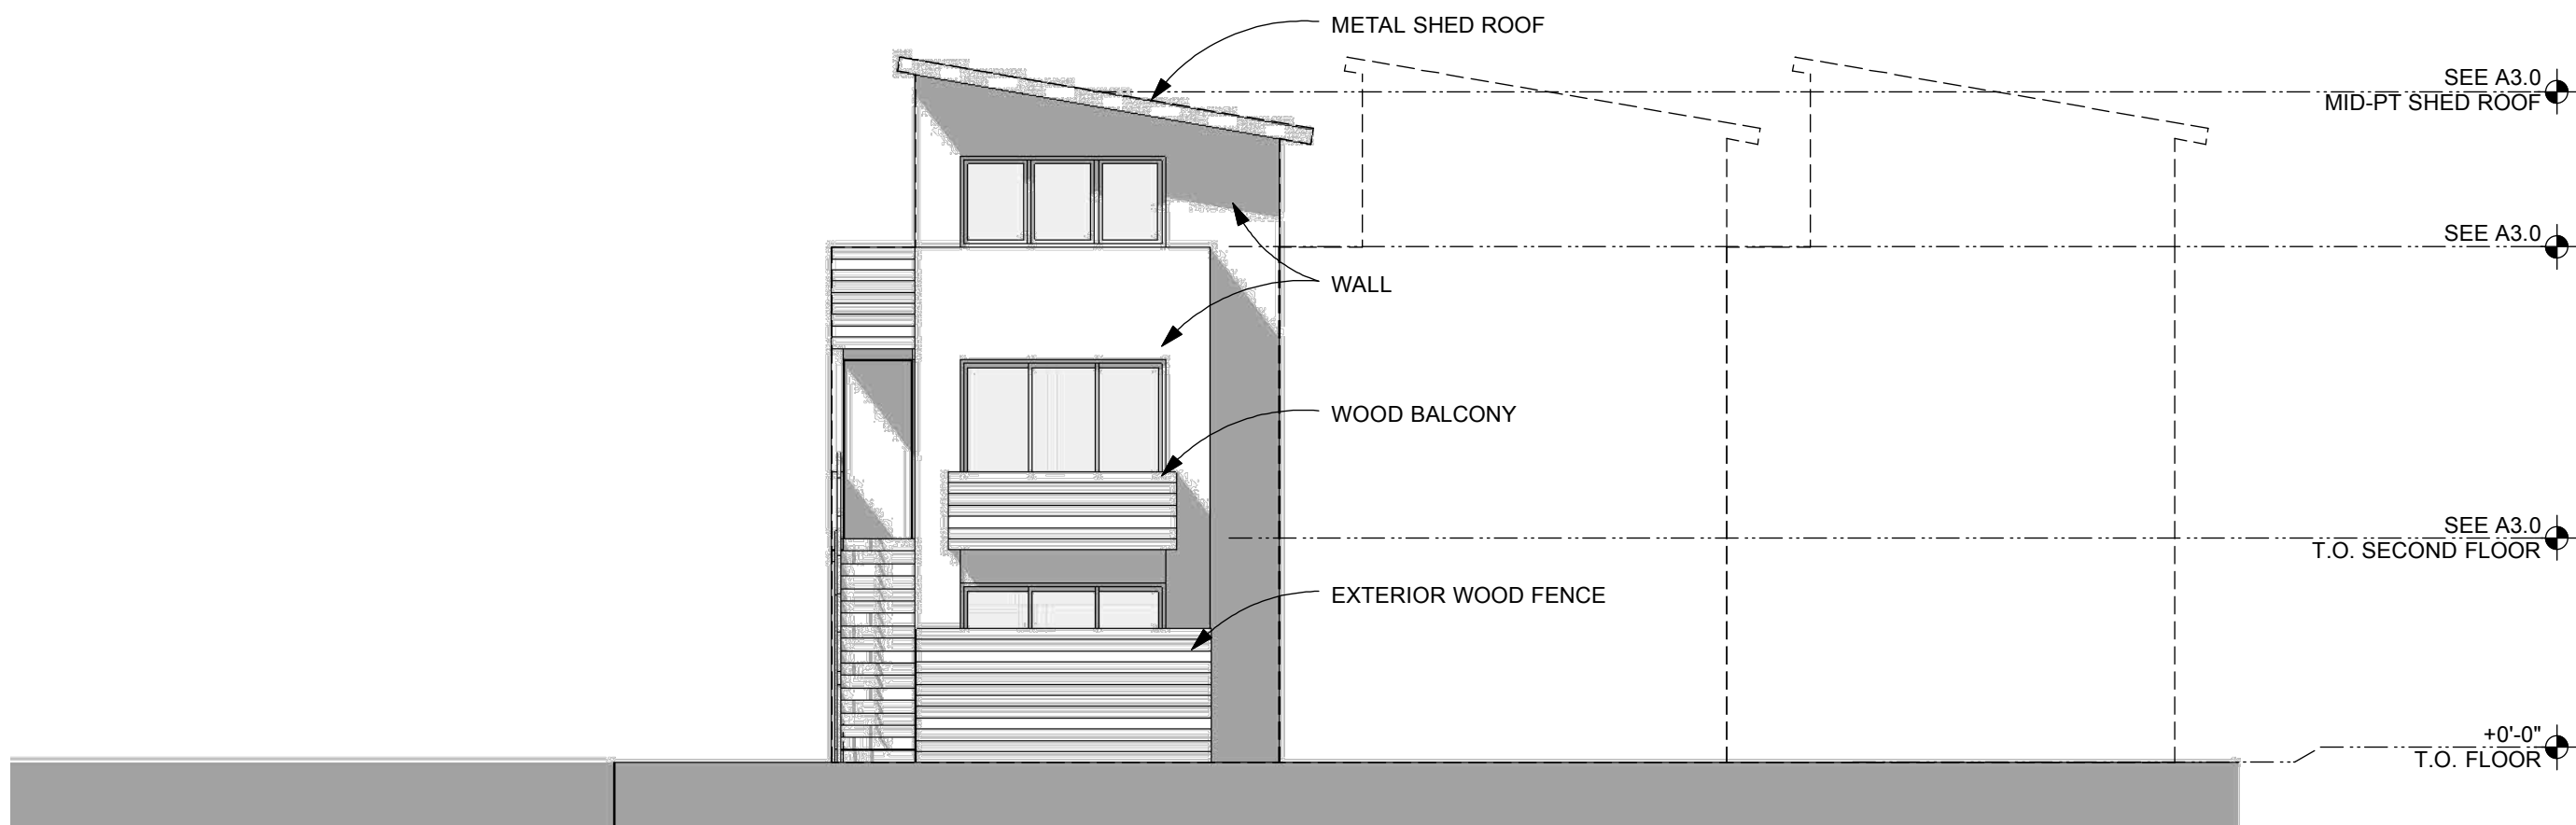 METAL SHED ROOF
SEE A3.0
MID-PT SHED ROOF
SEE A3.0
WALL
WOOD BALCONY
SEE A3.0
T.O. SECOND FLOOR
EXTERIOR WOOD FENCE
+0'-0"
T.O. FLOOR